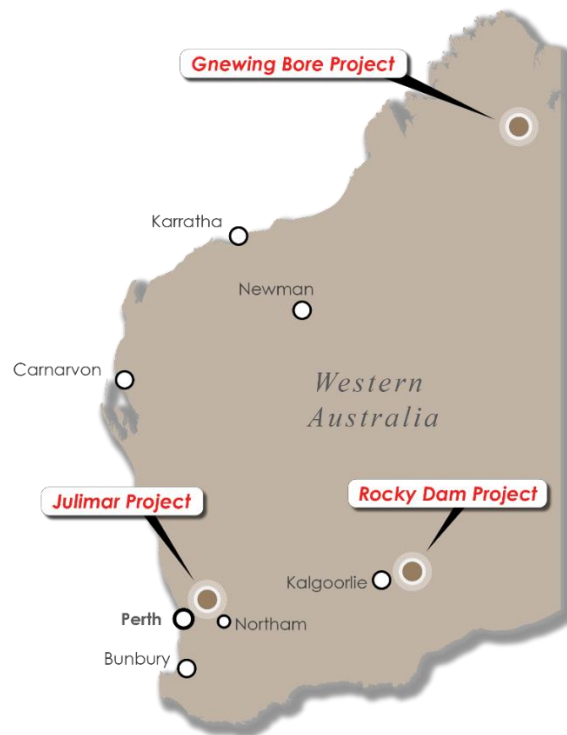 Gnewing Bore Project
Karratha
Newman
Carnarvon
Western
Australia
Julimar Project
Rocky Dam Project
Kalgoorlie
Perth
Northam
Bunbury